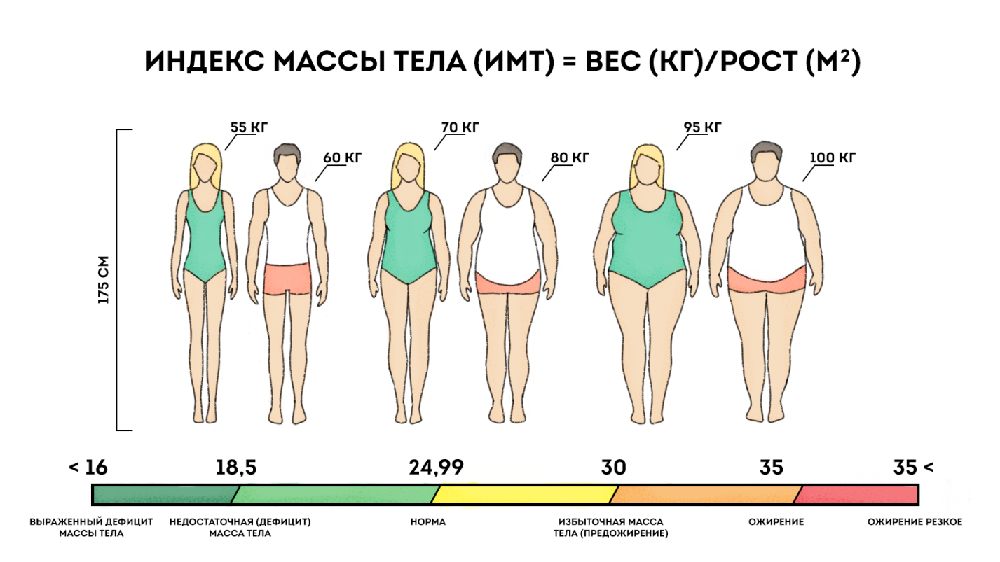 ИНДЕКС МАССЫ ТЕЛА (ИМТ) = ВЕС (КГ)/РОСТ (М²)
55 КГ
60 КГ
70 КГ
80 КГ
95 КГ
100 КГ
175 СМ
< 16
18,5
24,99
30
35
35 <
ВЫРАЖЕННЫЙ ДЕФИЦИТ
МАССЫ ТЕЛА
НЕДОСТАТОЧНАЯ (ДЕФИЦИТ)
МАССА ТЕЛА
НОРМА
ИЗБЫТОЧНАЯ МАССА
ТЕЛА (ПРЕДОЖИРЕНИЕ)
ОЖИРЕНИЕ
ОЖИРЕНИЕ РЕЗКОЕ